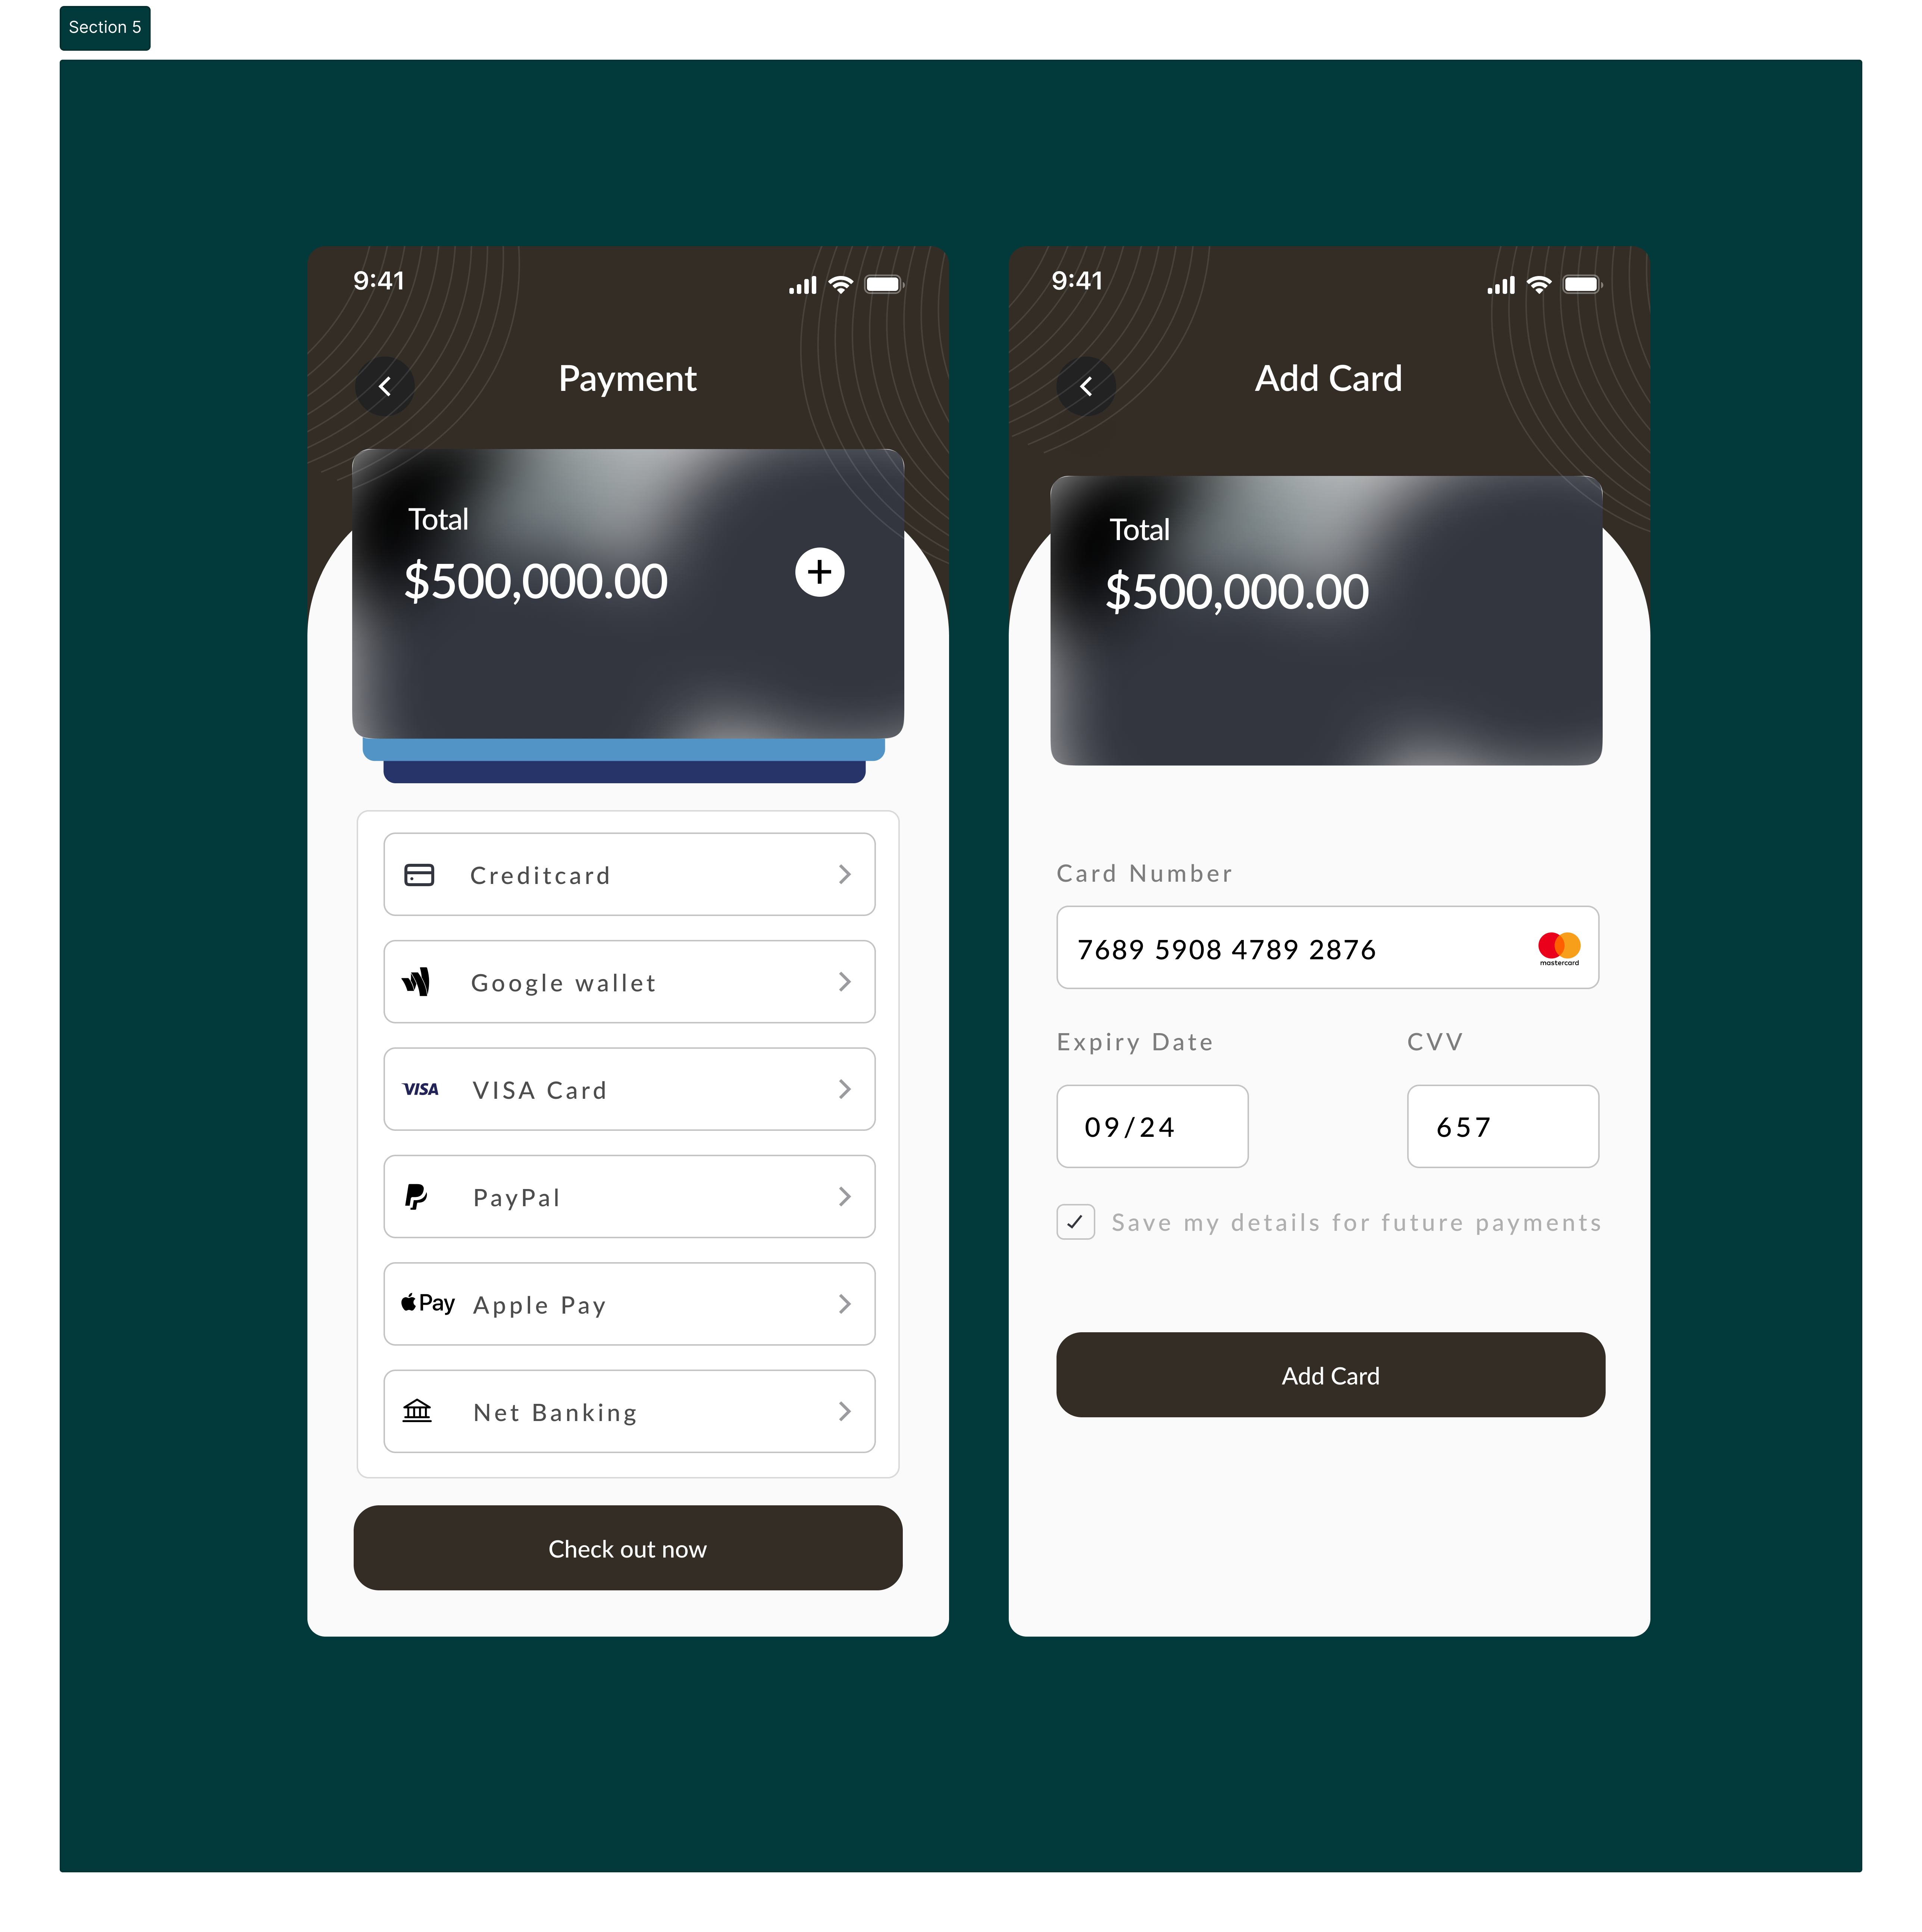 Section 5
9:41
Payment
Total
$500,000.00
Creditcard
Google wallet
VISA VISA Card
PayPal
Pay Apple Pay
Net Banking
Check out now
9:41
Add Card
Total
$500,000.00
Card Number
7689 5908 4789 2876
mastercard
Expiry Date CVV
09/24 657
Save my details for future payments
Add Card